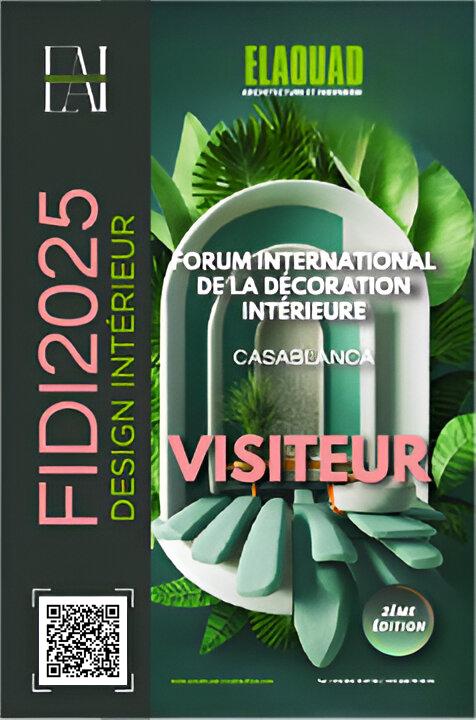 EAI
FIDI2025
DESIGN INTÉRIEUR
ELAOUAD
FORUM INTERNATIONAL
DE LA DÉCORATION
INTÉRIEURE
CASABLANCA
VISITEUR
2ÈME
ÉDITION